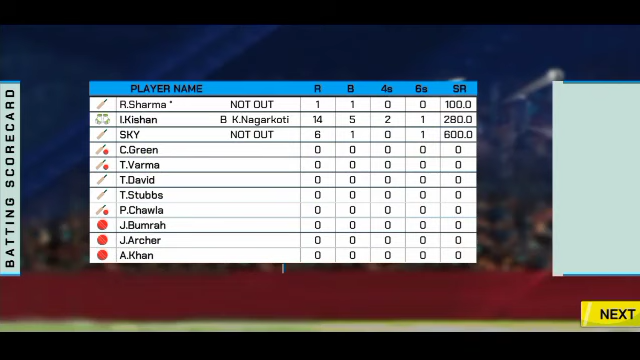 BATTING SCORECARD
PLAYER NAME R B 4s 6s SR
R.Sharma * NOT OUT 1 1 0 0 100.0
I.Kishan B K.Nagarkoti 14 5 2 1 280.0
SKY NOT OUT 6 1 0 1 600.0
C.Green 0 0 0 0 0
T.Varma 0 0 0 0 0
T.David 0 0 0 0 0
T.Stubbs 0 0 0 0 0
P.Chawla 0 0 0 0 0
J.Bumrah 0 0 0 0 0
J.Archer 0 0 0 0 0
A.Khan 0 0 0 0 0
NEXT